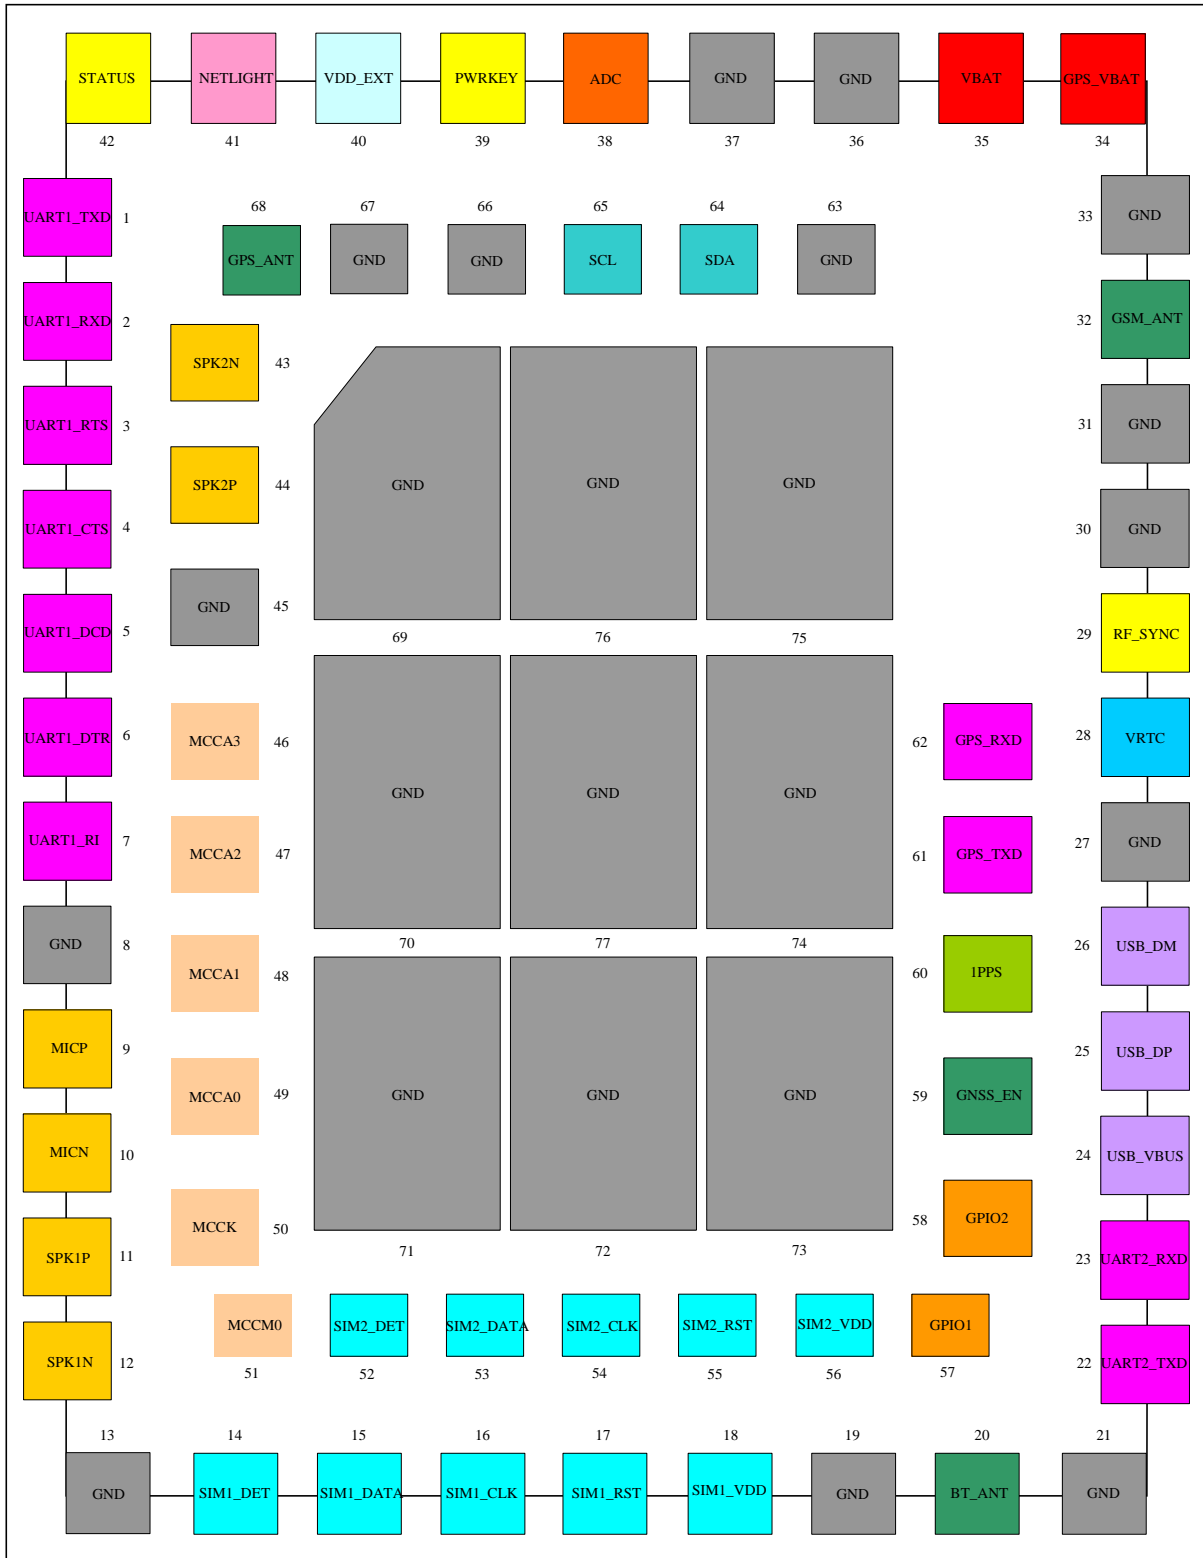 STATUS NETLIGHT VDD_EXT PWRKEY ADC GND GND VBAT GPS_VBAT
42 41 40 39 38 37 36 35 34
68 67 66 65 64 63
GPS_ANT GND GND SCL SDA GND
UART1_TXD 1
UART1_RXD 2
UART1_RTS 3
UART1_CTS 4
UART1_DCD 5
UART1_DTR 6
UART1_RI 7
GND 8
MICP 9
MICN 10
SPK1P 11
SPK1N 12
SPK2N 43
SPK2P 44
GND 45
MCCA3 46
MCCA2 47
MCCA1 48
MCCA0 49
MCCK 50
GND GND GND
69 76 75
GND GND GND
70 77 74
GND GND GND
71 72 73
62 GPS_RXD
61 GPS_TXD
60 1PPS
59 GNSS_EN
58 GPIO2
33 GND
32 GSM_ANT
31 GND
30 GND
29 RF_SYNC
28 VRTC
27 GND
26 USB_DM
25 USB_DP
24 USB_VBUS
23 UART2_RXD
22 UART2_TXD
MCCM0 SIM2_DET SIM2_DATA SIM2_CLK SIM2_RST SIM2_VDD GPIO1
51 52 53 54 55 56 57
13 14 15 16 17 18 19 20 21
GND SIM1_DET SIM1_DATA SIM1_CLK SIM1_RST SIM1_VDD GND BT_ANT GND